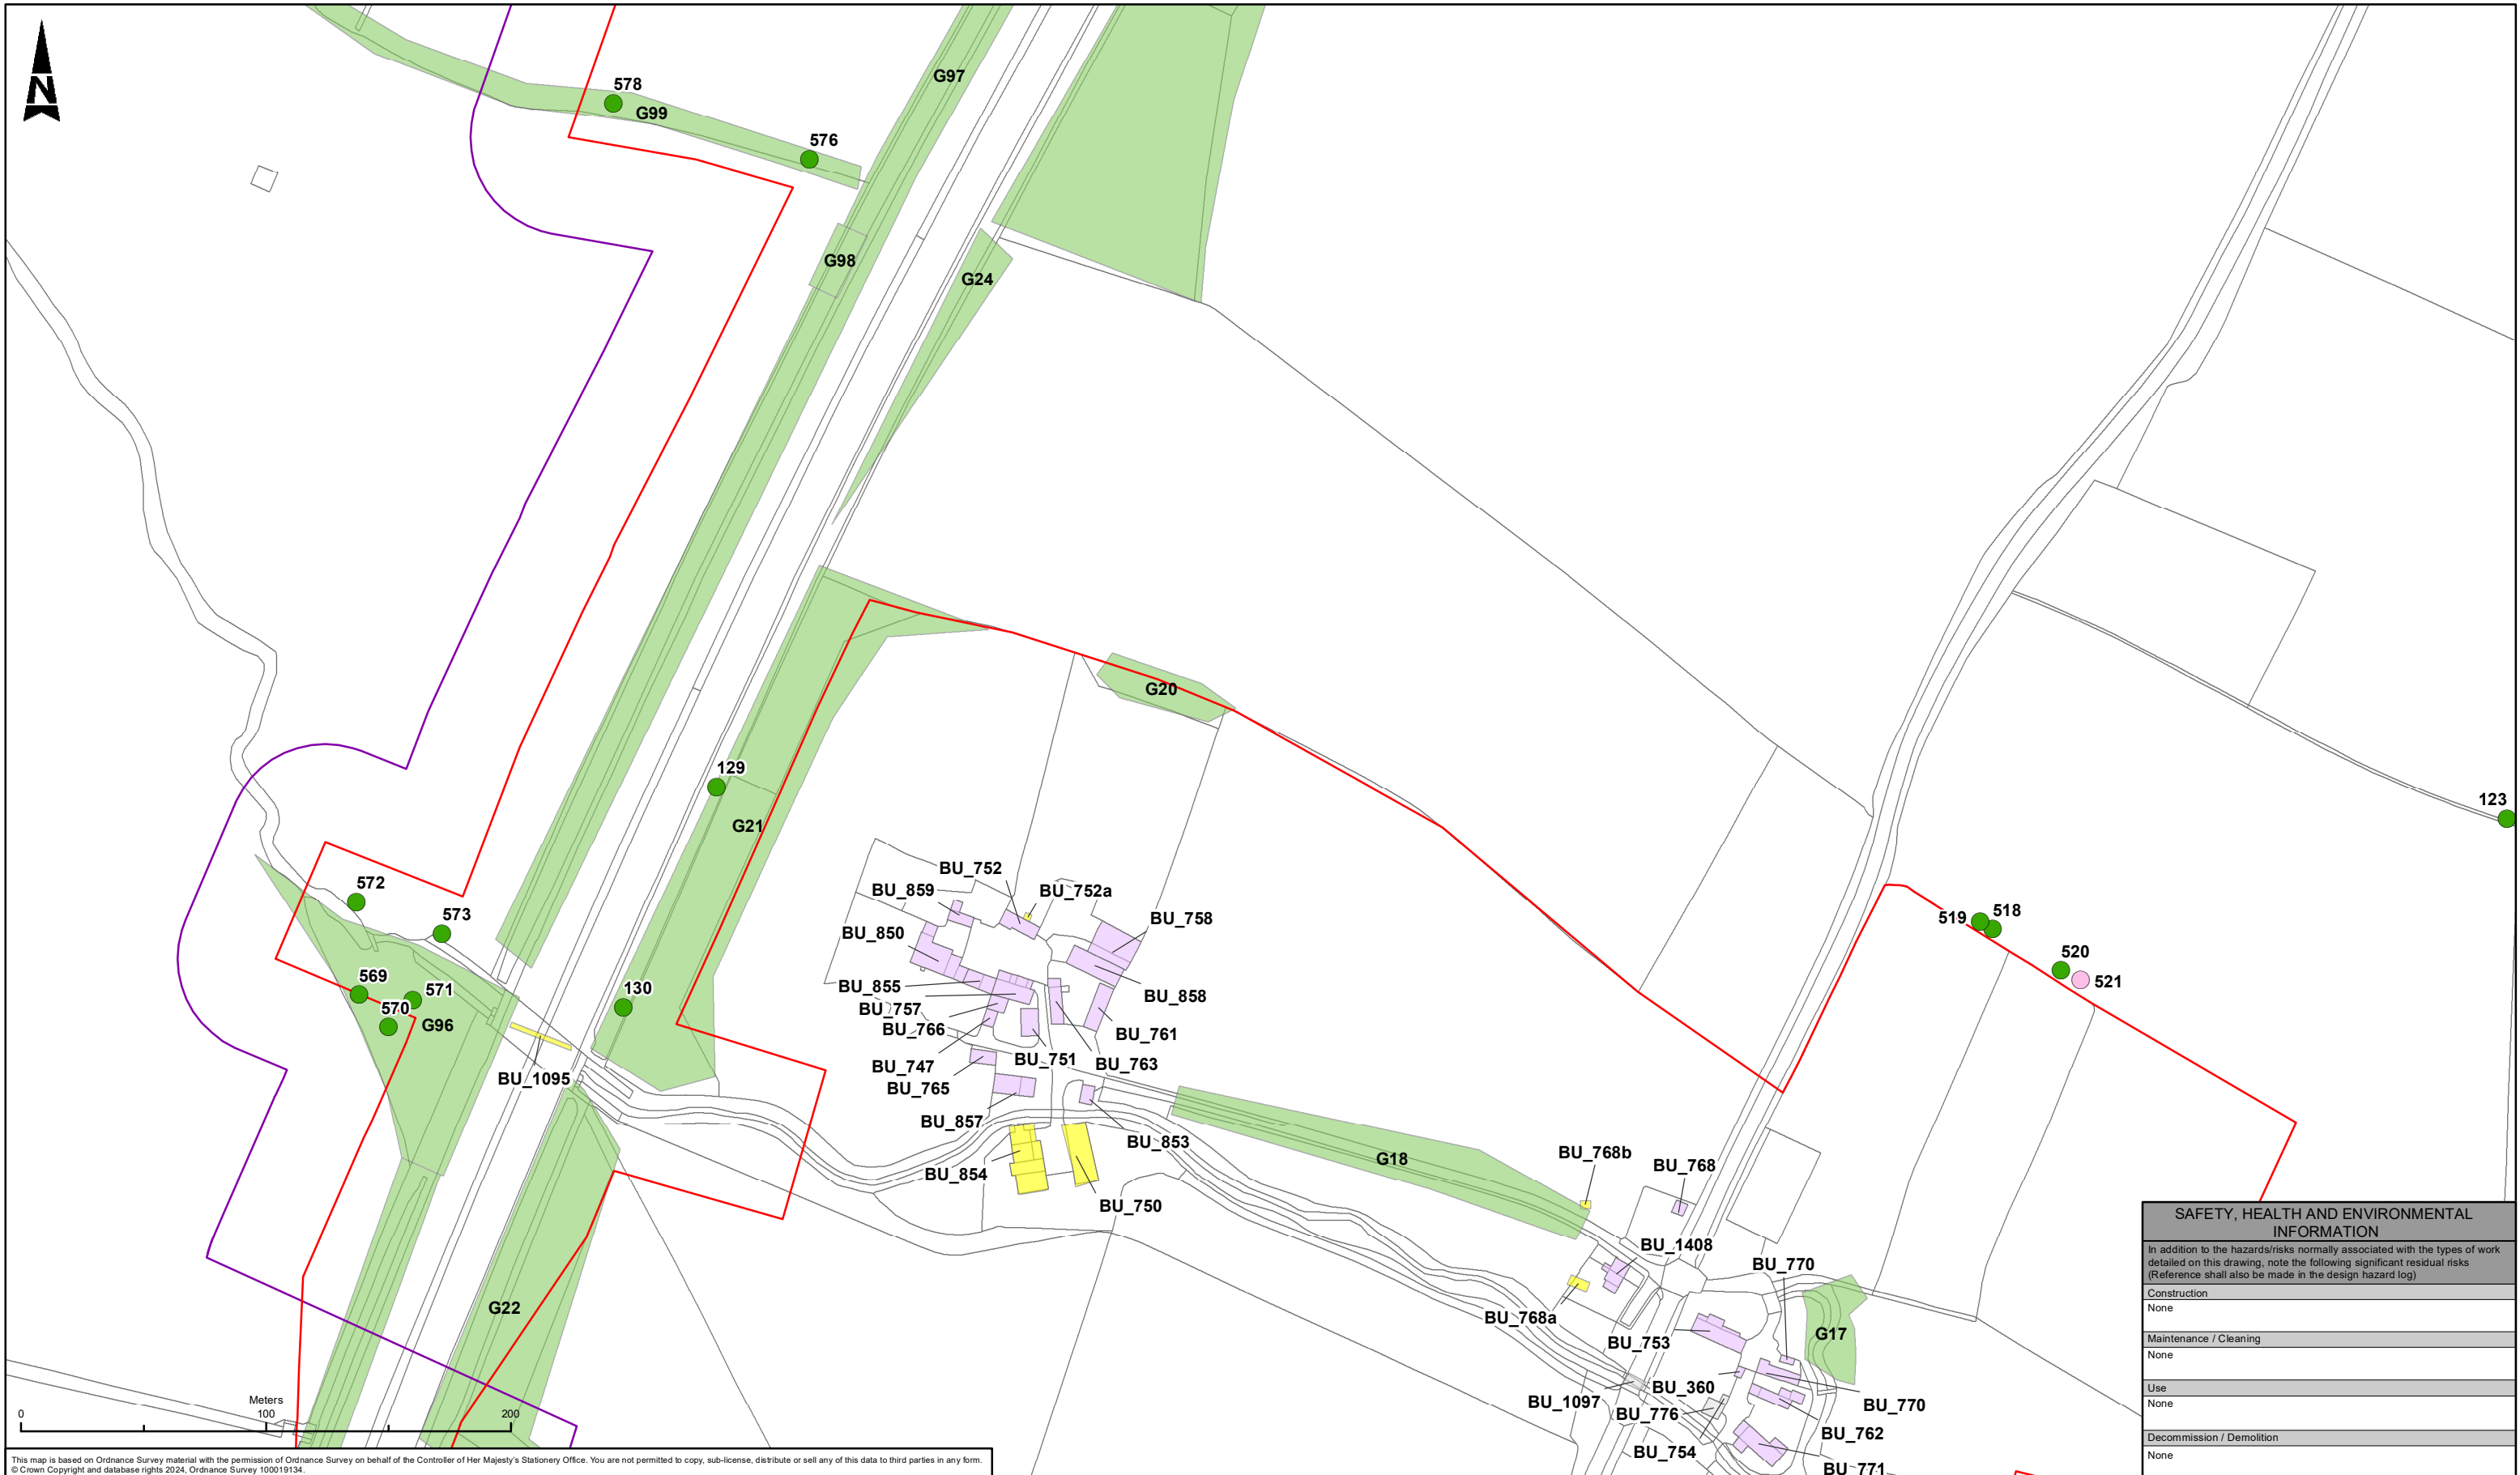 N
G97
578
G99
576
G98
G24
G20
129
G21
123
BU_752
BU_859
BU_752a
572
BU_758
519
518
573
BU_850
520
569
521
571
BU_855
130
BU_858
BU_757
570
G96
BU_766
BU_761
BU_751
BU_763
BU_747
BU_1095
BU_765
BU_857
BU_853
BU_768b
G18
BU_768
BU_854
BU_750
BU_1408
BU_770
G22
BU_768a
G17
BU_753
BU_360
BU_1097
BU_770
BU_776
BU_762
BU_754
BU_771
Meters
0
100
200
SAFETY, HEALTH AND ENVIRONMENTAL
INFORMATION
In addition to the hazards/risks normally associated with the types of work
detailed on this drawing, note the following significant residual risks
(Reference shall also be made in the design hazard log)
Construction
None
Maintenance / Cleaning
None
Use
None
Decommission / Demolition
None
This map is based on Ordnance Survey material with the permission of Ordnance Survey on behalf of the Controller of Her Majesty's Stationery Office. You are not permitted to copy, sub-license, distribute or sell any of this data to third parties in any form.
© Crown Copyright and database rights 2024, Ordnance Survey 100019134.